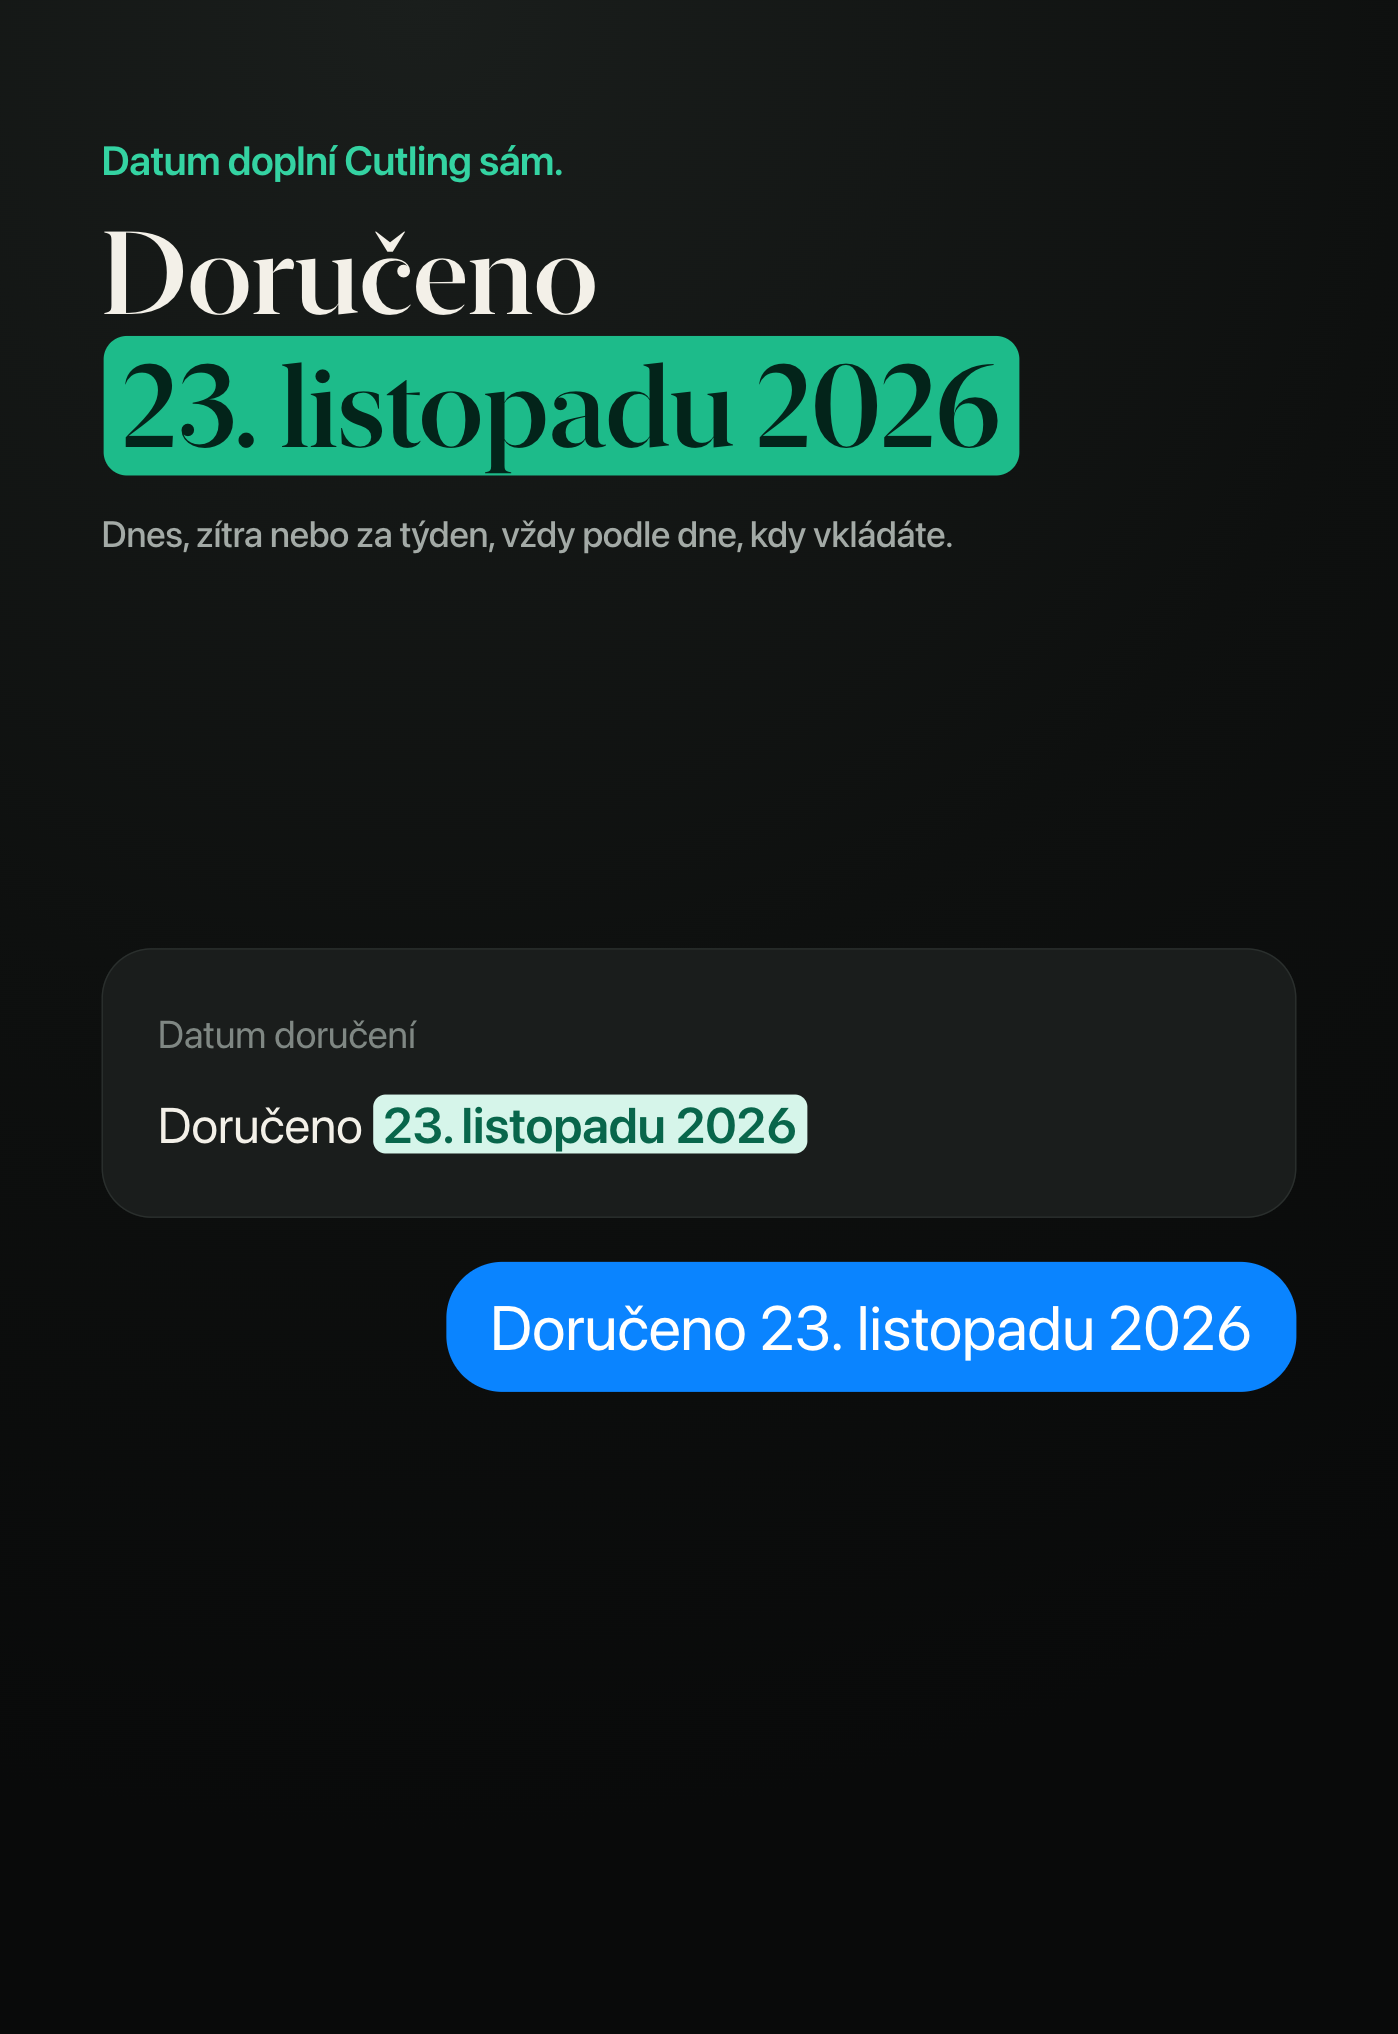 Datum doplní Cutling sám.
Doručeno
23. listopadu 2026
Dnes, zítra nebo za týden, vždy podle dne, kdy vkládáte.
Datum doručení
Doručeno 23. listopadu 2026
Doručeno 23. listopadu 2026